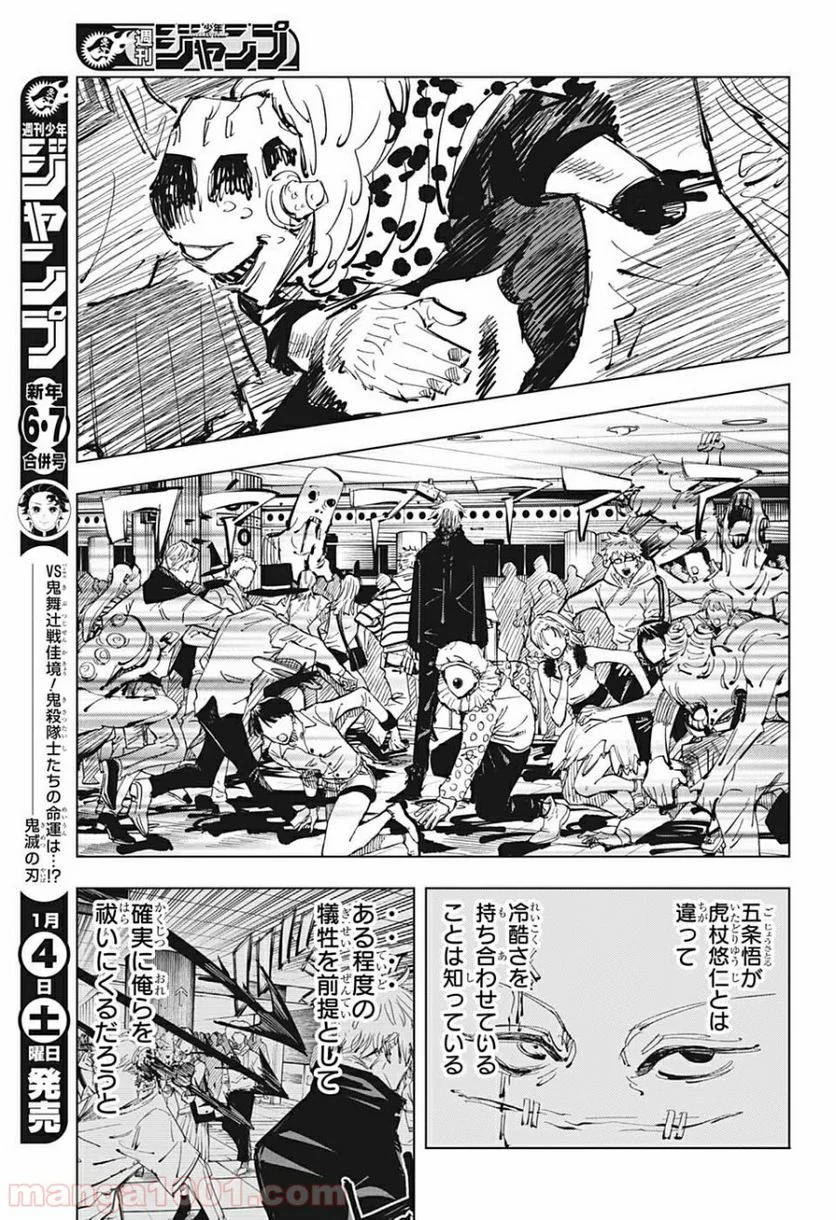 週刊少年ジャンプ
週刊少年
ジャンプ
新年
6・7
合併号
VS鬼舞辻戦佳境!鬼殺隊士たちの命運は…!?
鬼滅の刃
1月
4日
土
曜日
発売
五条悟が
虎杖悠仁とは
違って
冷酷さを
持ち合わせている
ことは知っている
……
ある程度の
犠牲を前提として
確実に俺らを
祓いにくるだろうと
manga1001.com